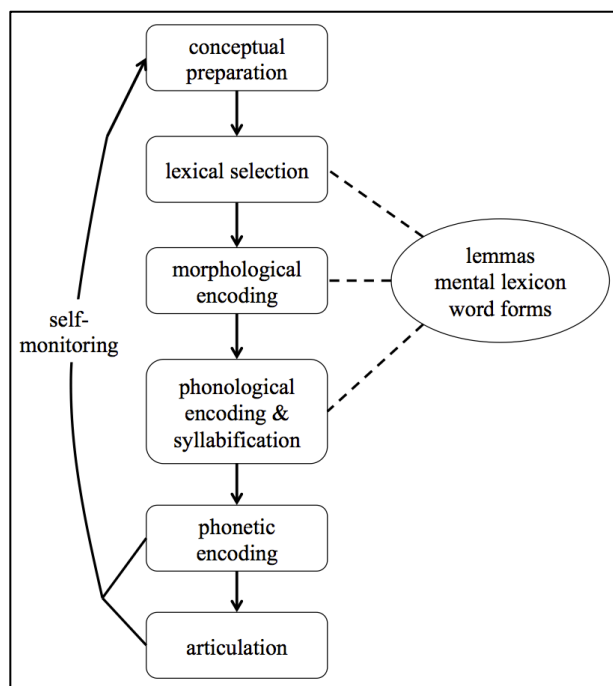 conceptual
preparation
lexical selection
morphological
encoding
lemmas
mental lexicon
word forms
self-
monitoring
phonological
encoding &
syllabification
phonetic
encoding
articulation